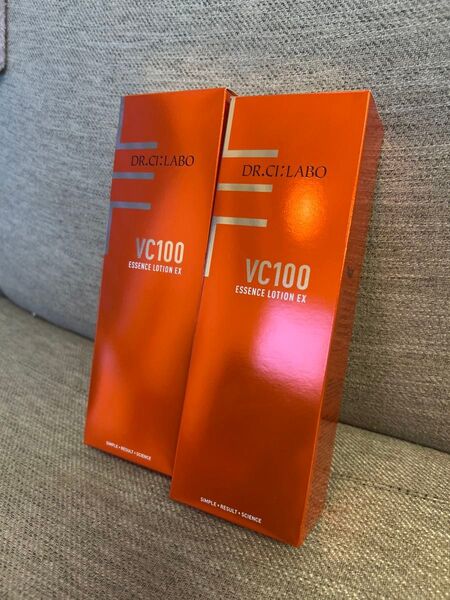 DR.CI:LABO
VC100
ESSENCE LOTION EX
SIMPLE • RESULT • SCIENCE
DR.CI:LABO
VC100
ESSENCE LOTION EX
SIMPLE • RESULT • SCIENCE